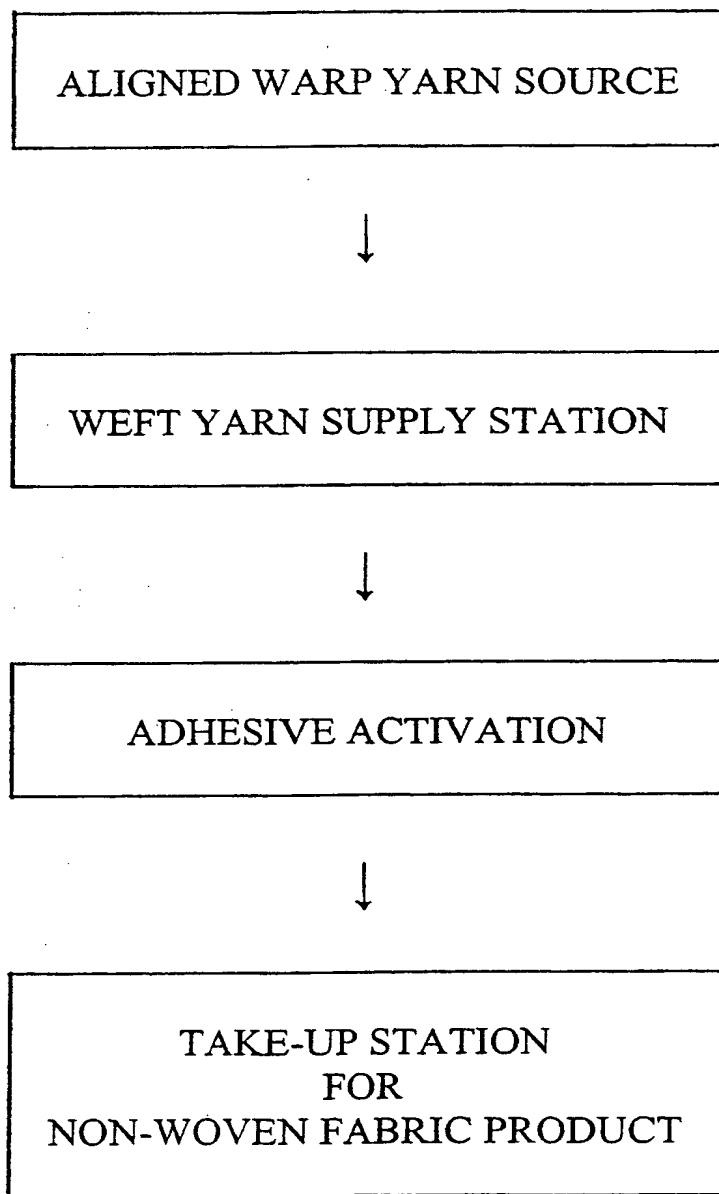 ALIGNED WARP YARN SOURCE
↓
WEFT YARN SUPPLY STATION
↓
ADHESIVE ACTIVATION
↓
TAKE-UP STATION
FOR
NON-WOVEN FABRIC PRODUCT